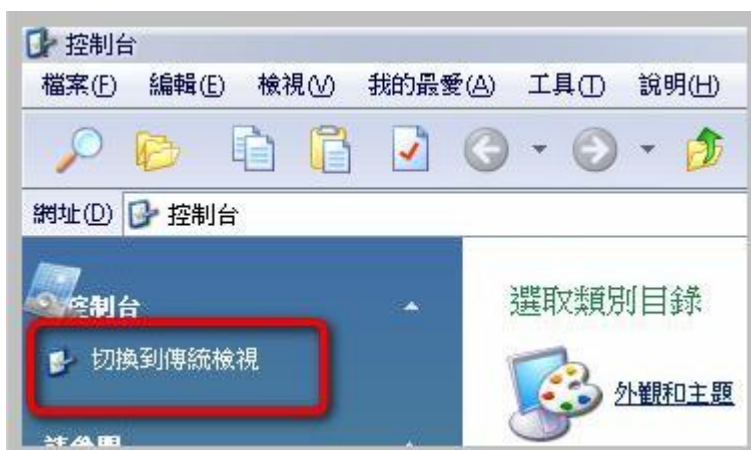 控制台
檔案(F) 編輯(E) 檢視(V) 我的最愛(A) 工具(T) 說明(H)
網址(D) 控制台
控制台
切換到傳統檢視
選取類別目錄
外觀和主題